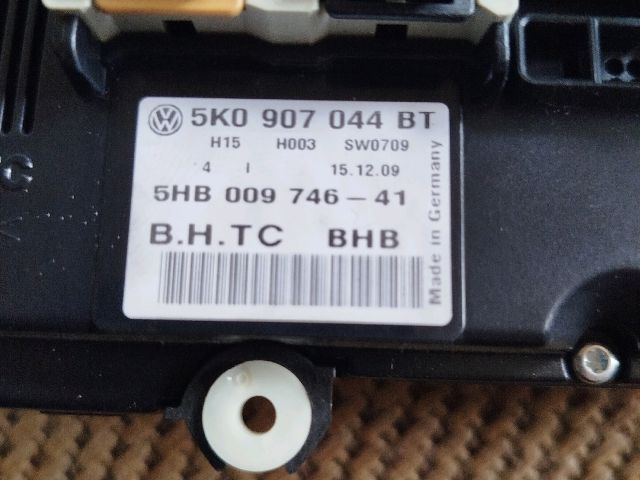 5K0 907 044 BT
H15 H003 SW0709
4 I 15.12.09
5HB 009 746-41
B.H.TC BHB
Made in Germany